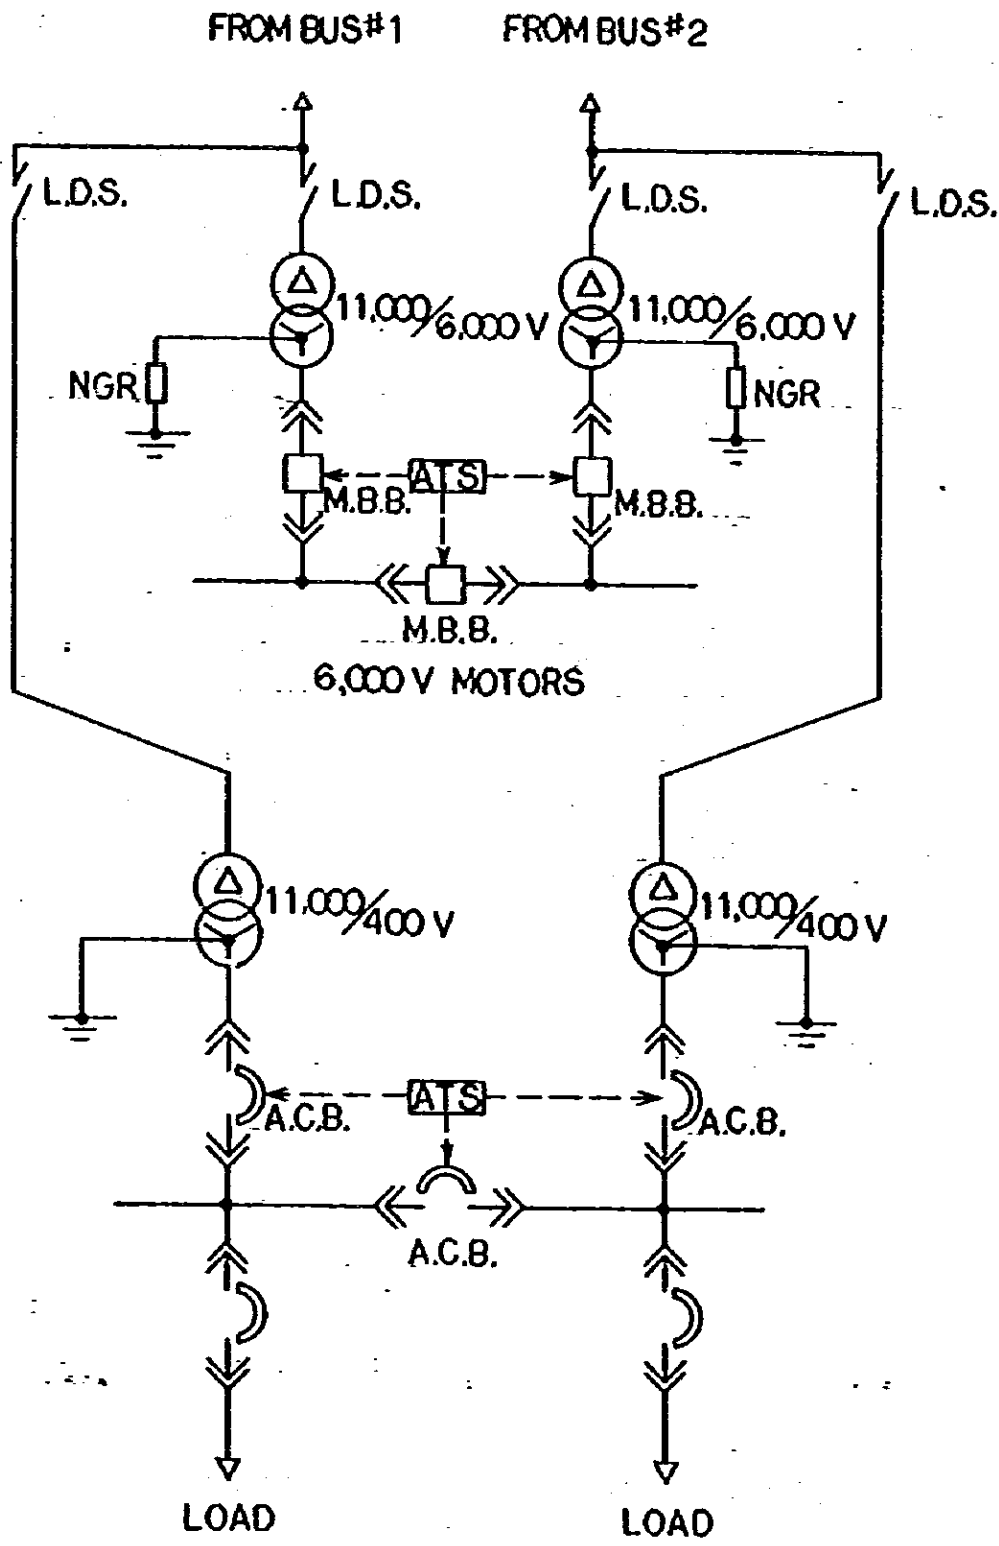 FROM BUS#1
FROM BUS#2
L.D.S.
L.D.S.
L.D.S.
L.D.S.
11,000/6,000 V
11,000/6,000 V
NGR
NGR
ATS
M.B.B.
M.B.B.
M.B.B.
6,000 V MOTORS
11,000/400 V
11,000/400 V
ATS
A.C.B.
A.C.B.
A.C.B.
LOAD
LOAD